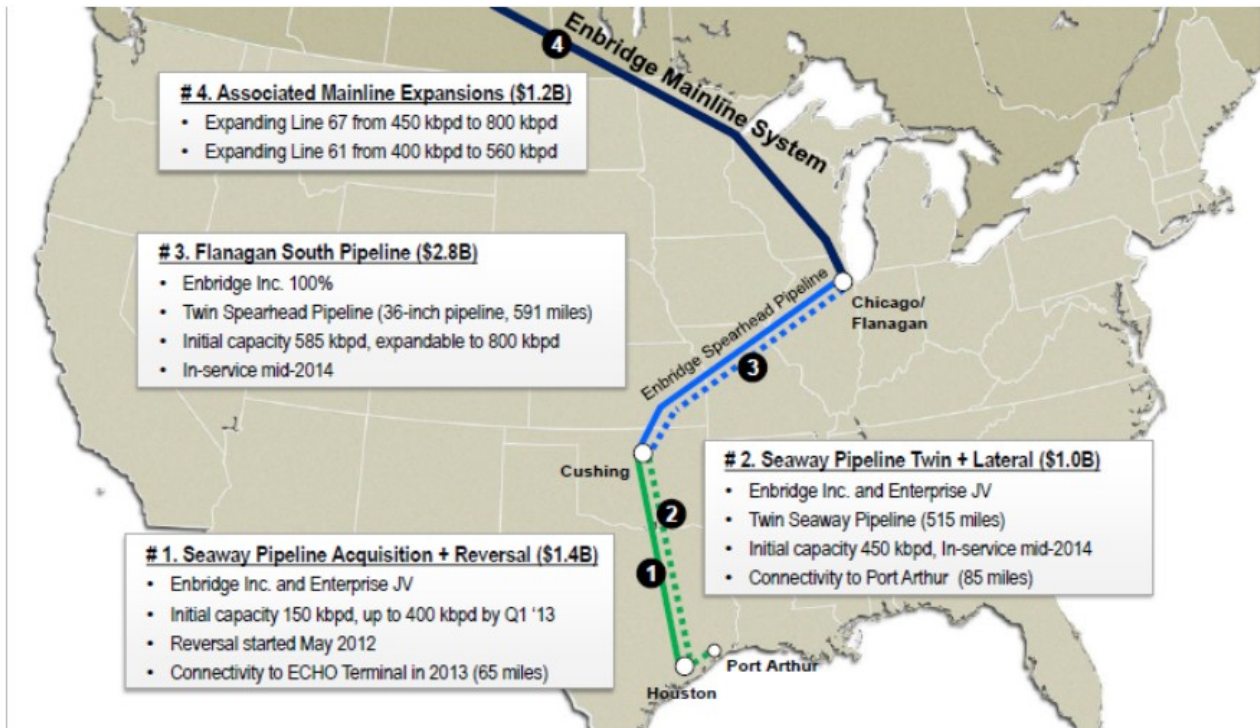 4
Enbridge Mainline System
# 4. Associated Mainline Expansions ($1.2B)
• Expanding Line 67 from 450 kbpd to 800 kbpd
• Expanding Line 61 from 400 kbpd to 560 kbpd
# 3. Flanagan South Pipeline ($2.8B)
• Enbridge Inc. 100%
• Twin Spearhead Pipeline (36-inch pipeline, 591 miles)
• Initial capacity 585 kbpd, expandable to 800 kbpd
• In-service mid-2014
Enbridge Spearhead Pipeline
Chicago/
Flanagan
3
Cushing
# 2. Seaway Pipeline Twin + Lateral ($1.0B)
• Enbridge Inc. and Enterprise JV
• Twin Seaway Pipeline (515 miles)
• Initial capacity 450 kbpd, In-service mid-2014
• Connectivity to Port Arthur (85 miles)
2
# 1. Seaway Pipeline Acquisition + Reversal ($1.4B)
• Enbridge Inc. and Enterprise JV
• Initial capacity 150 kbpd, up to 400 kbpd by Q1 ‘13
• Reversal started May 2012
• Connectivity to ECHO Terminal in 2013 (65 miles)
1
Port Arthur
Houston